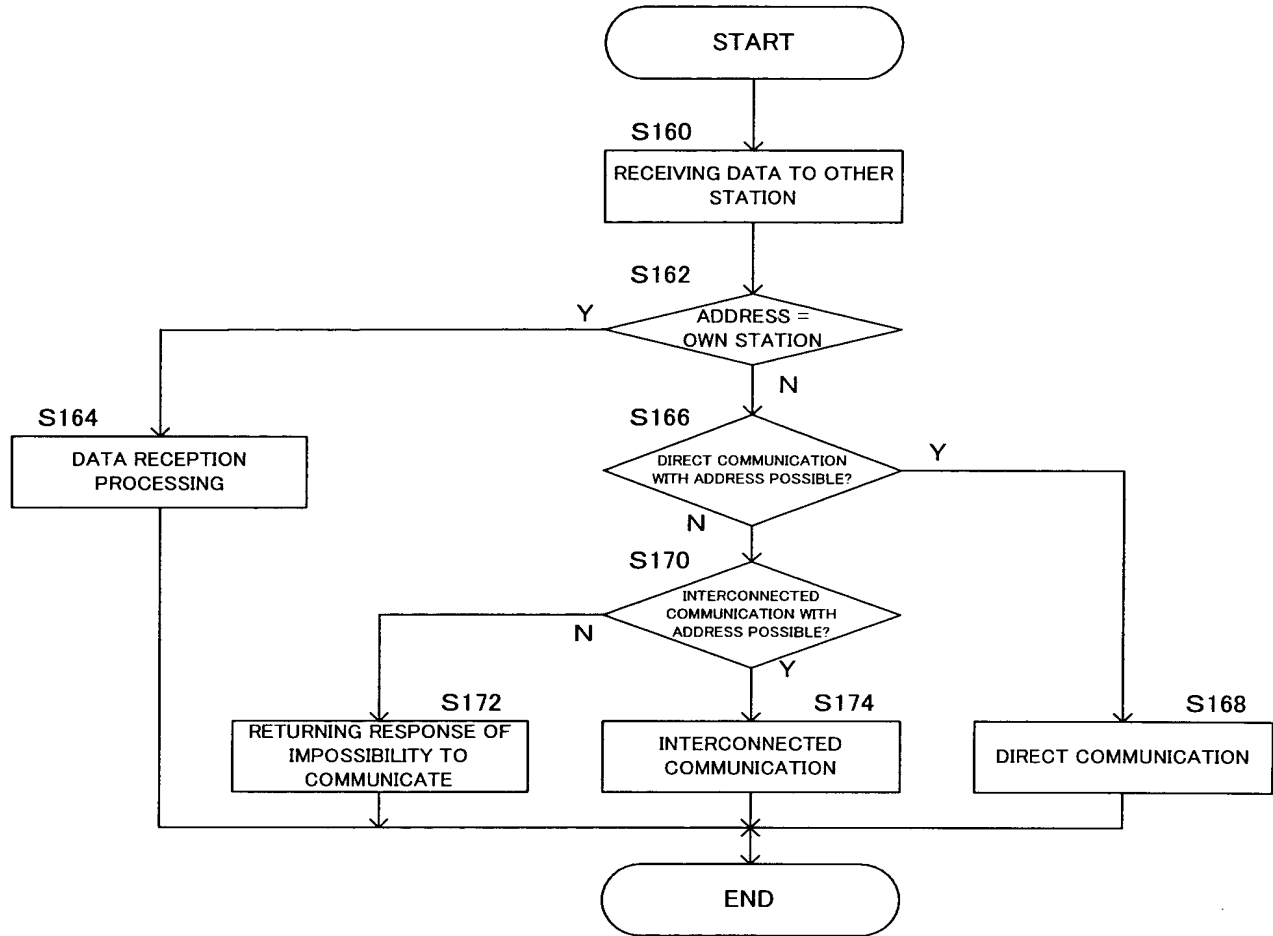 START
S160
RECEIVING DATA TO OTHER
STATION
S162
Y
ADDRESS =
OWN STATION
N
S164
DATA RECEPTION
PROCESSING
S166
DIRECT COMMUNICATION
WITH ADDRESS POSSIBLE?
Y
N
S170
INTERCONNECTED
COMMUNICATION WITH
ADDRESS POSSIBLE?
N
Y
S172
RETURNING RESPONSE OF
IMPOSSIBILITY TO
COMMUNICATE
S174
INTERCONNECTED
COMMUNICATION
S168
DIRECT COMMUNICATION
END